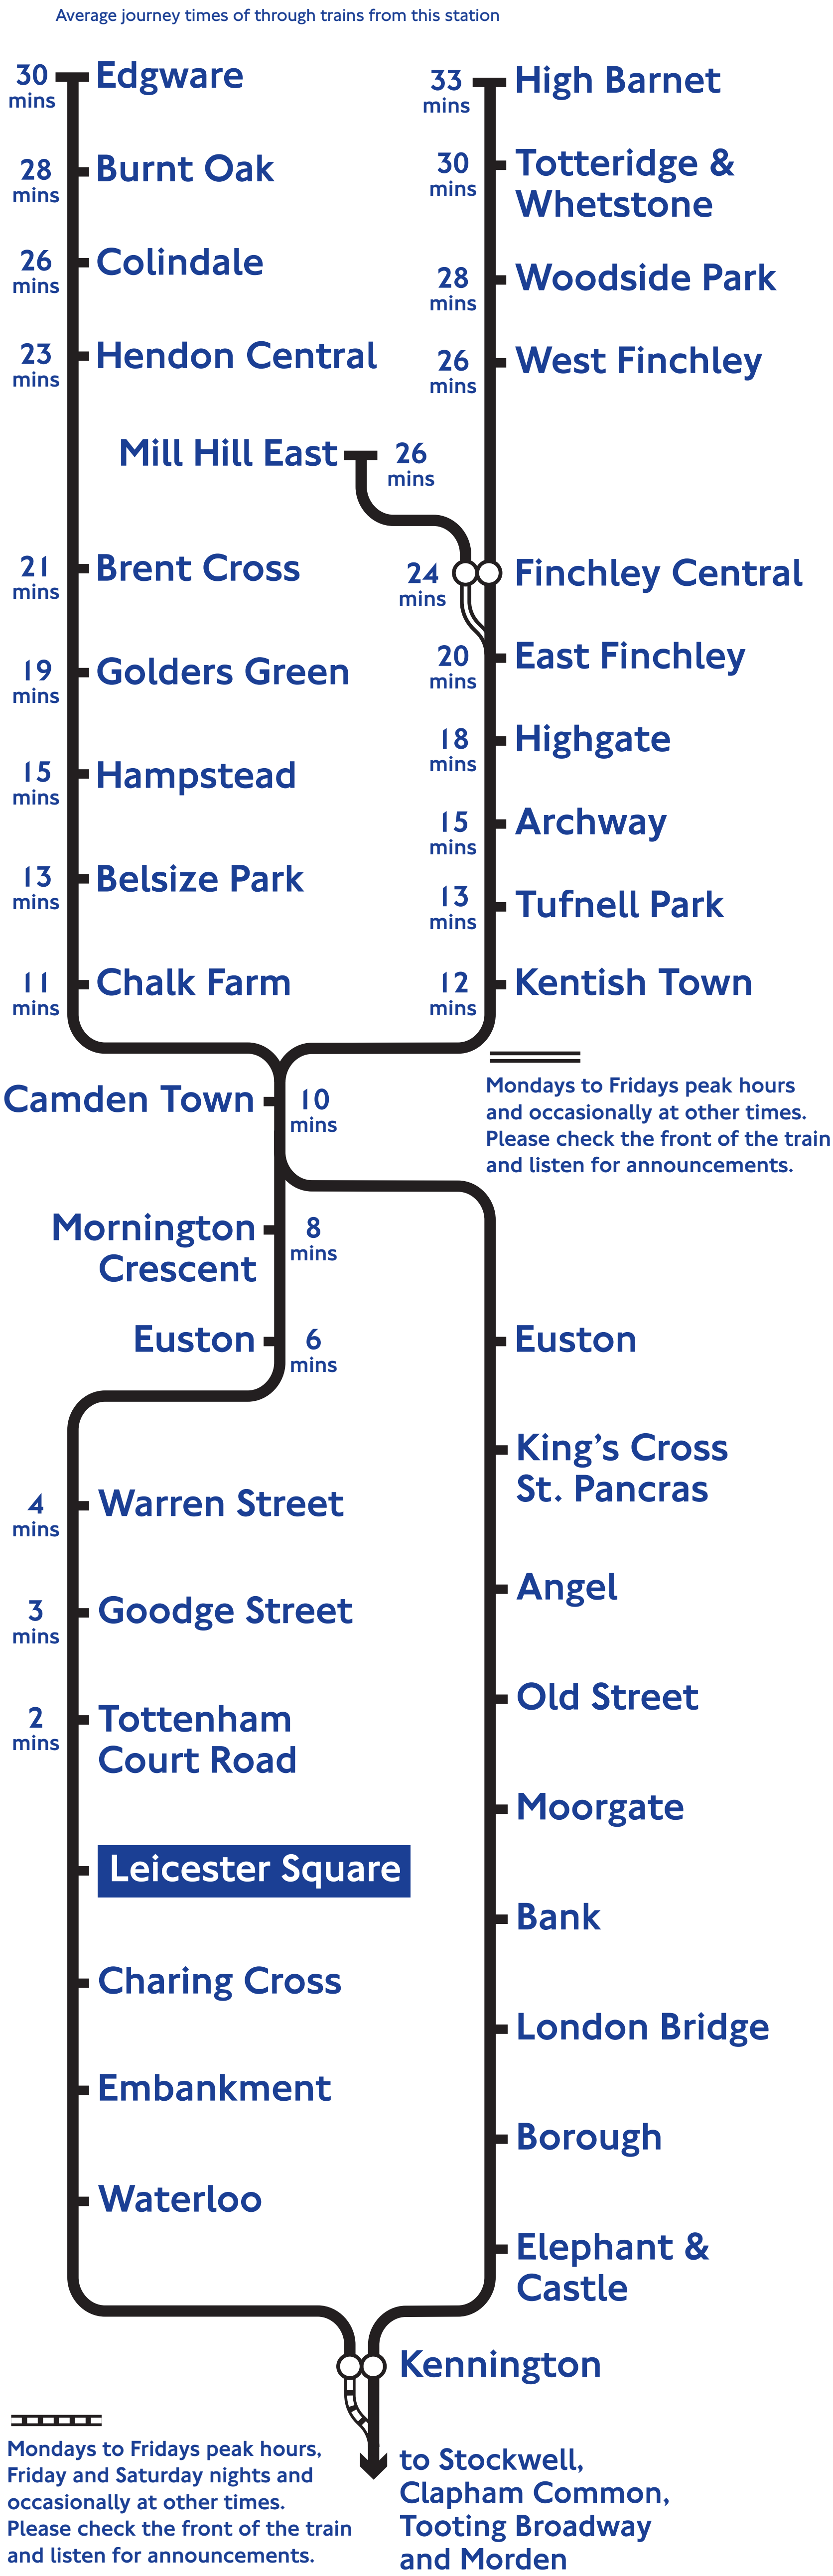 Average journey times of through trains from this station
30
mins
Edgware
28
mins
Burnt Oak
26
mins
Colindale
23
mins
Hendon Central
33
mins
High Barnet
30
mins
Totteridge &
Whetstone
28
mins
Woodside Park
26
mins
West Finchley
Mill Hill East
26
mins
21
mins
Brent Cross
19
mins
Golders Green
15
mins
Hampstead
13
mins
Belsize Park
11
mins
Chalk Farm
24
mins
Finchley Central
20
mins
East Finchley
18
mins
Highgate
15
mins
Archway
13
mins
Tufnell Park
12
mins
Kentish Town
Mondays to Fridays peak hours
and occasionally at other times.
Please check the front of the train
and listen for announcements.
Camden Town
10
mins
Mornington
Crescent
8
mins
Euston
6
mins
4
mins
Warren Street
3
mins
Goodge Street
2
mins
Tottenham
Court Road
Leicester Square
Charing Cross
Embankment
Waterloo
Euston
King's Cross
St. Pancras
Angel
Old Street
Moorgate
Bank
London Bridge
Borough
Elephant &
Castle
Kennington
Mondays to Fridays peak hours,
Friday and Saturday nights and
occasionally at other times.
Please check the front of the train
and listen for announcements.
to Stockwell,
Clapham Common,
Tooting Broadway
and Morden